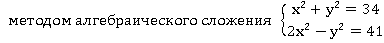 методом алгебраического сложения
x² + y² = 34
2x² − y² = 41